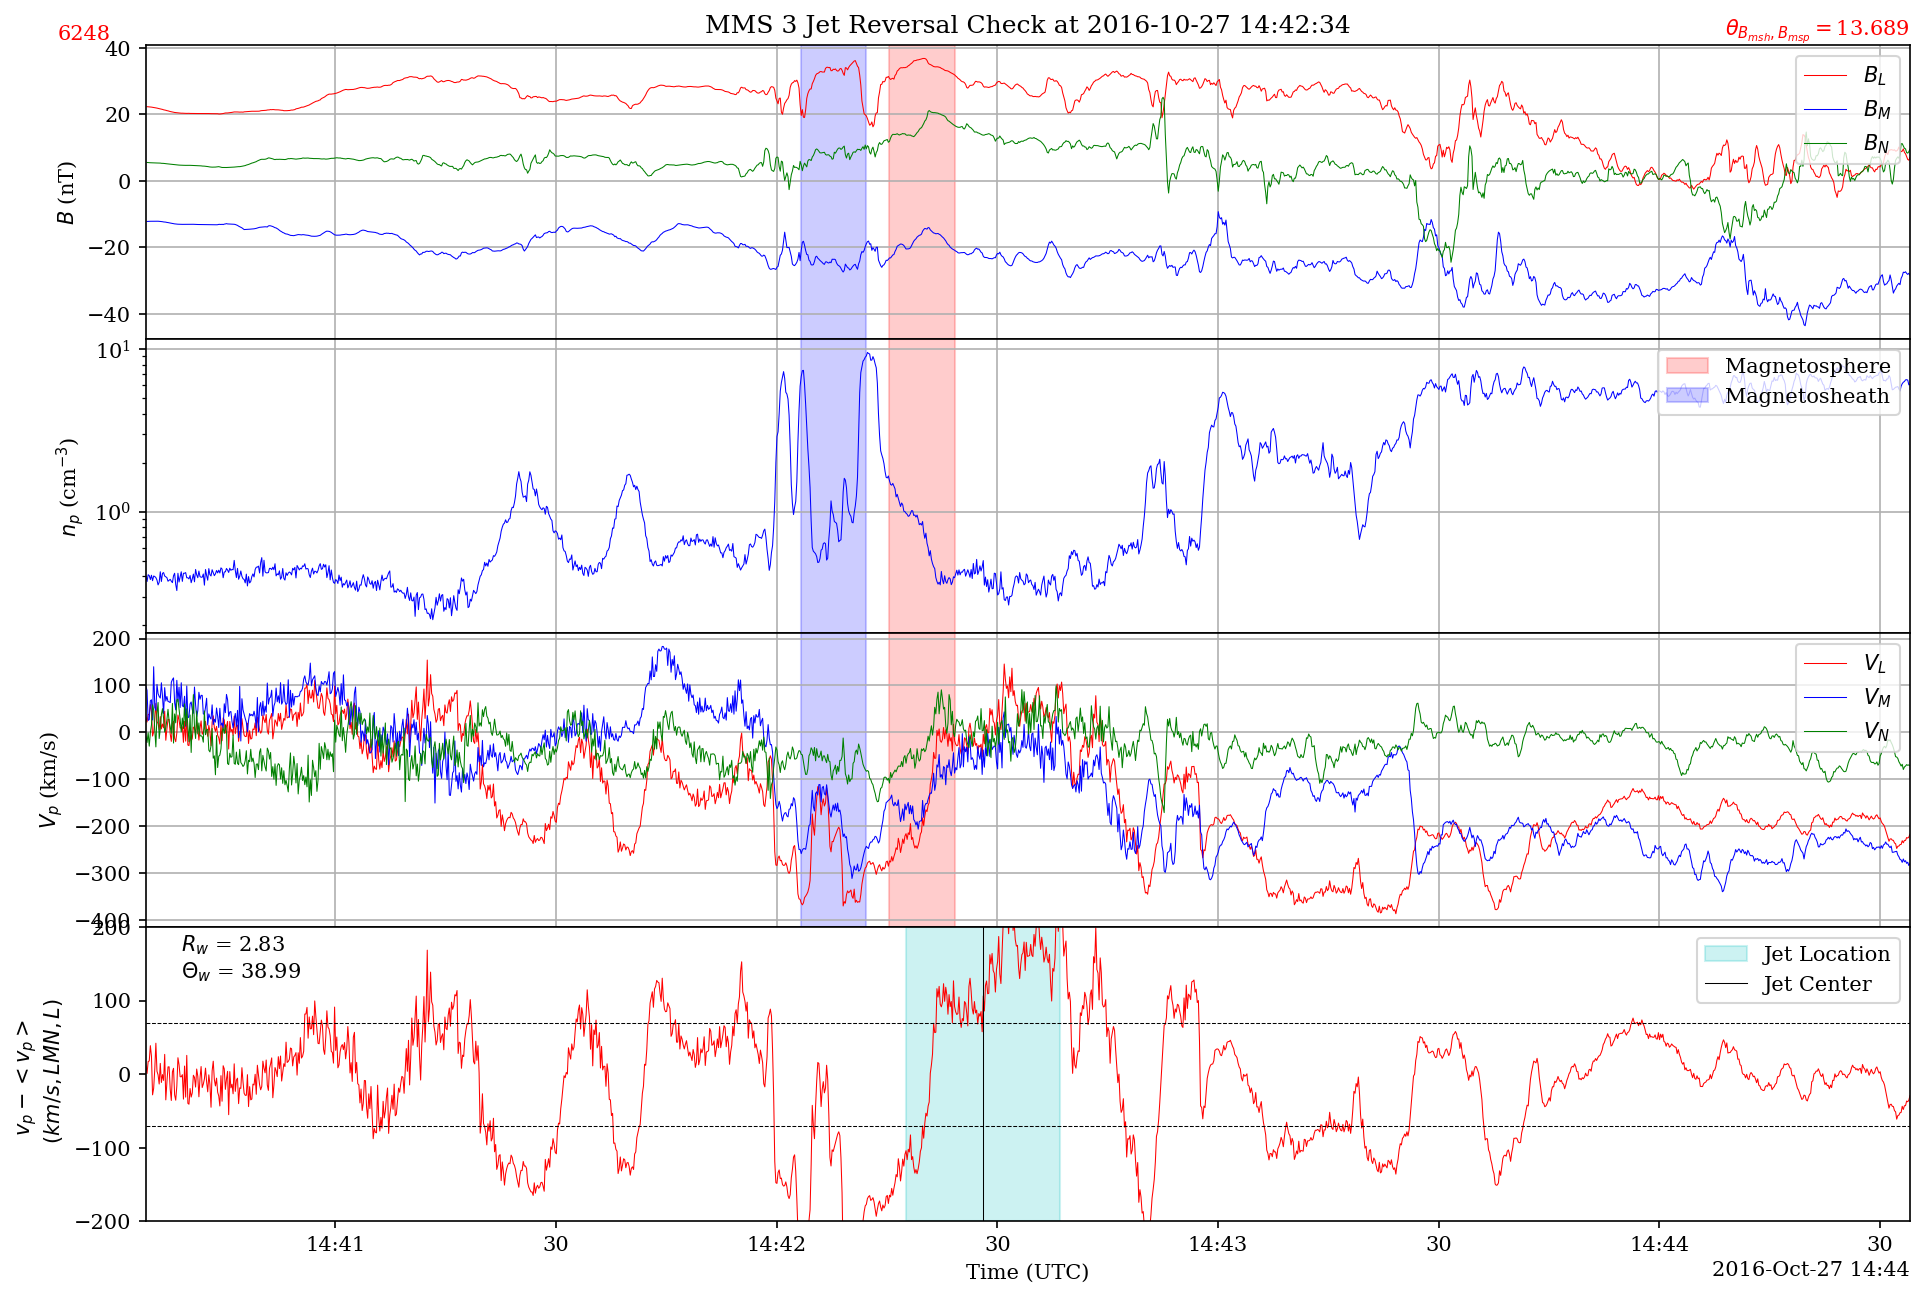 MMS 3 Jet Reversal Check at 2016-10-27 14:42:34
6248
θ_{B_{msh}, B_{msp}} = 13.689
40
20
0
−20
−40
B (nT)
B_L
B_M
B_N
10^1
10^0
n_p (cm^{−3})
Magnetosphere
Magnetosheath
200
100
0
−100
−200
−300
−400
V_p (km/s)
V_L
V_M
V_N
200
100
0
−100
−200
v_p − < v_p >
(km/s, LMN, L)
R_w = 2.83
Θ_w = 38.99
Jet Location
Jet Center
14:41 30 14:42 30 14:43 30 14:44 30
Time (UTC)
2016-Oct-27 14:44